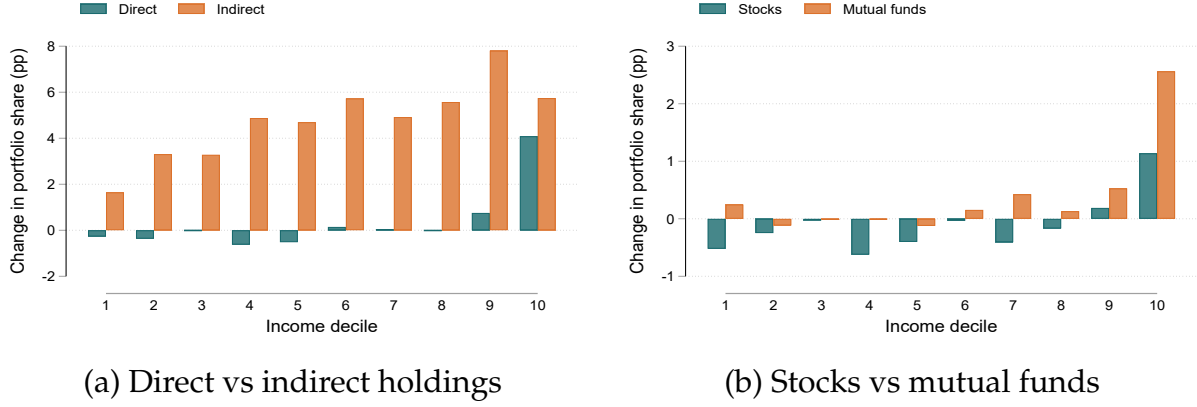 Direct Indirect
Change in portfolio share (pp)
8
6
4
2
0
-2
1 2 3 4 5 6 7 8 9 10
Income decile
(a) Direct vs indirect holdings
Stocks Mutual funds
Change in portfolio share (pp)
3
2
1
0
-1
1 2 3 4 5 6 7 8 9 10
Income decile
(b) Stocks vs mutual funds